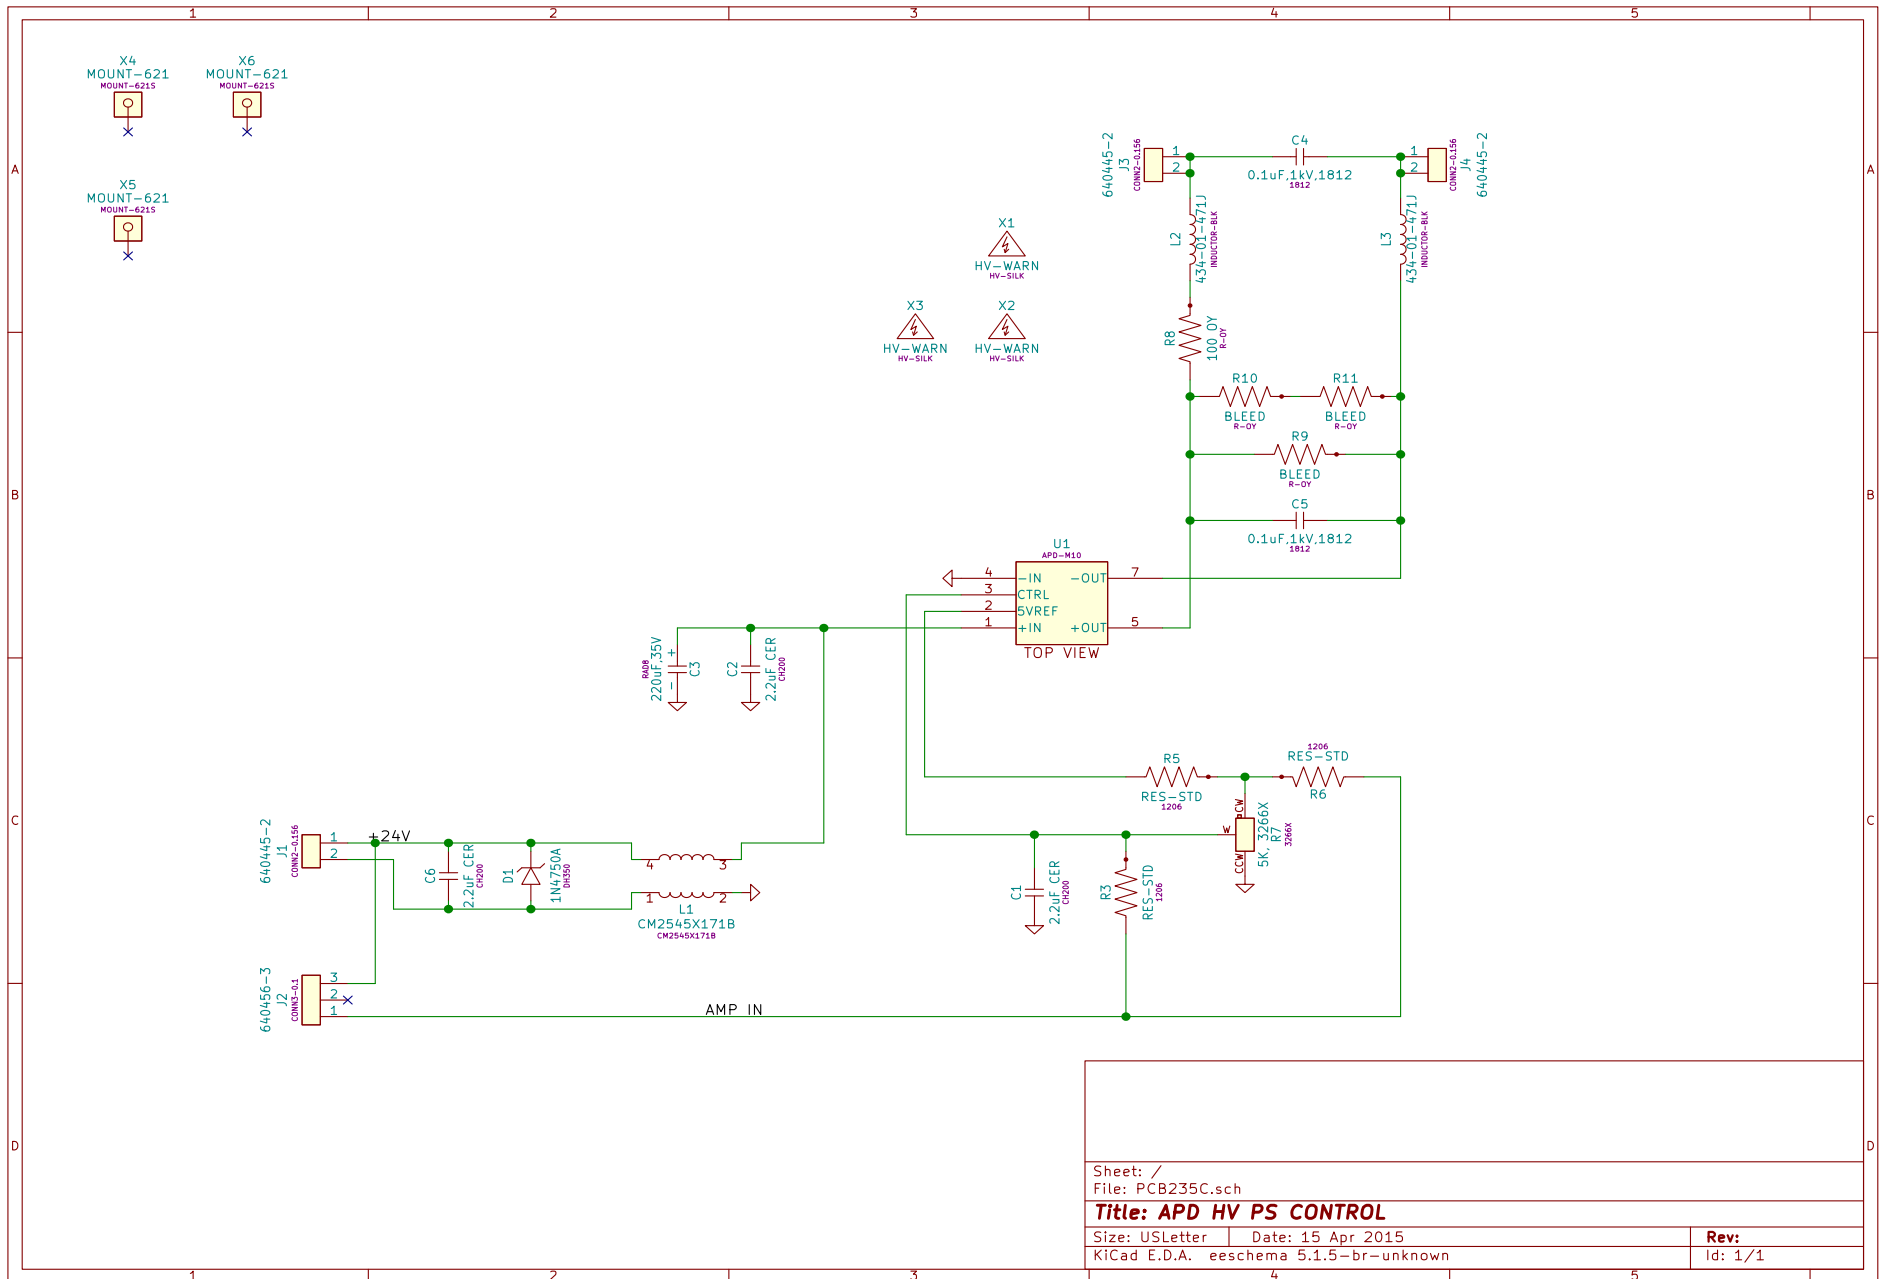 1 2 3 4 5
A
B
C
D
A
B
C
D
X4
MOUNT-621
MOUNT-621S
X6
MOUNT-621
MOUNT-621S
X5
MOUNT-621
MOUNT-621S
X1
HV-WARN
HV-SILK
X3
HV-WARN
HV-SILK
X2
HV-WARN
HV-SILK
640445-2
J3
CONN2-0.156
1
2
C4
0.1uF,1kV,1812
1812
1
2
CONN2-0.156
J4
640445-2
L2
434-01-471J
INDUCTOR-BLK
L3
434-01-471J
INDUCTOR-BLK
R8
100 OY
R-OY
R10
BLEED
R-OY
R11
BLEED
R-OY
R9
BLEED
R-OY
C5
0.1uF,1kV,1812
1812
U1
APD-M10
4 -IN
3 CTRL
2 5VREF
1 +IN
-OUT 7
+OUT 5
TOP VIEW
RAD8
220uF,35V
+
-
C3
C2
2.2uF CER
CH200
R5
RES-STD
1206
1206
RES-STD
R6
CW
W
CCW
5K, 3266X
R7
3266X
640445-2
J1
CONN2-0.156
1
2
+24V
C6
2.2uF CER
CH200
D1
1N4750A
DH350
4 3
1 2
L1
CM2545X171B
CM2545X171B
C1
2.2uF CER
CH200
R3
RES-STD
1206
640456-3
J2
CONN3-0.1
3
2
1
AMP IN
Sheet: /
File: PCB235C.sch
Title: APD HV PS CONTROL
Size: USLetter Date: 15 Apr 2015 Rev:
KiCad E.D.A. eeschema 5.1.5-br-unknown Id: 1/1
1 2 3 4 5